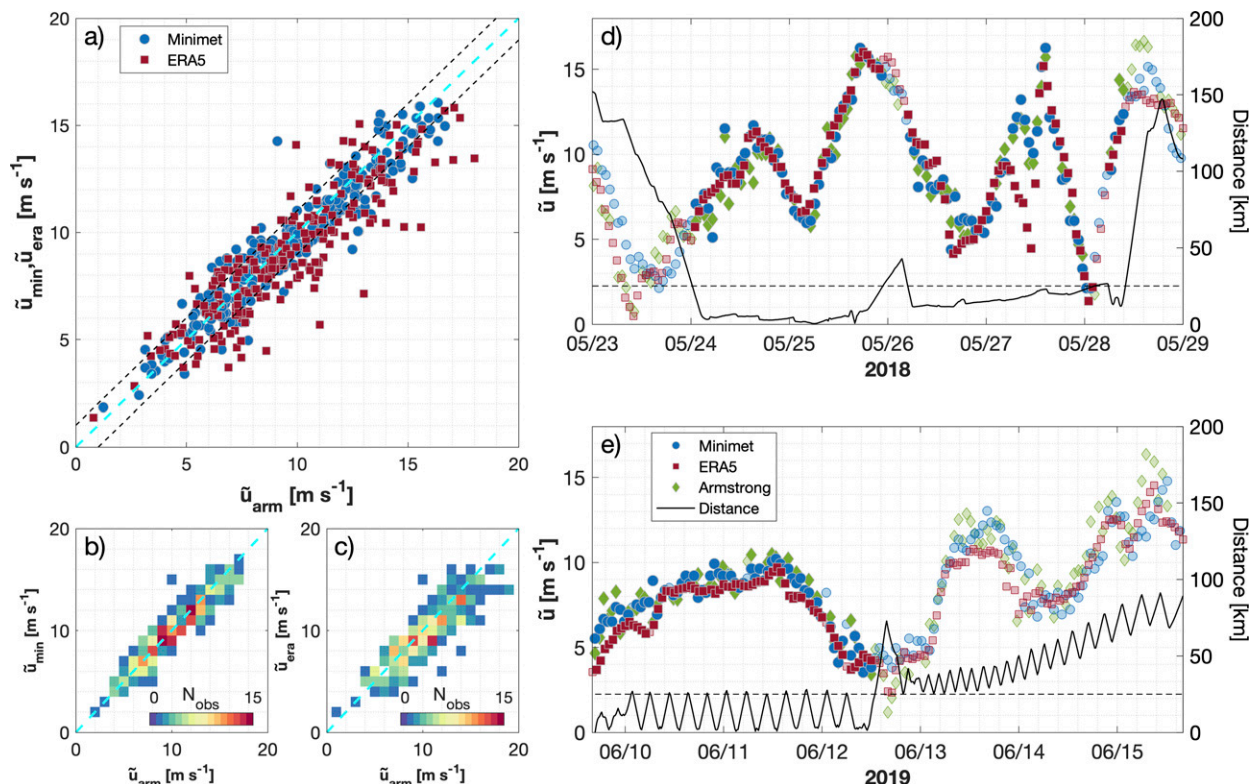 a)
Minimet
ERA5
20
15
10
5
0
ũmin,ũera [m s⁻¹]
0 5 10 15 20
ũarm [m s⁻¹]
b)
20
10
0
ũmin [m s⁻¹]
0 Nobs 15
0 10 20
ũarm [m s⁻¹]
c)
20
10
0
ũera [m s⁻¹]
0 Nobs 15
0 10 20
ũarm [m s⁻¹]
d)
15
10
5
0
ũ [m s⁻¹]
200
150
100
50
0
Distance [km]
05/23 05/24 05/25 05/26 05/27 05/28 05/29
2018
e)
Minimet
ERA5
Armstrong
Distance
15
10
5
0
ũ [m s⁻¹]
200
150
100
50
0
Distance [km]
06/10 06/11 06/12 06/13 06/14 06/15
2019